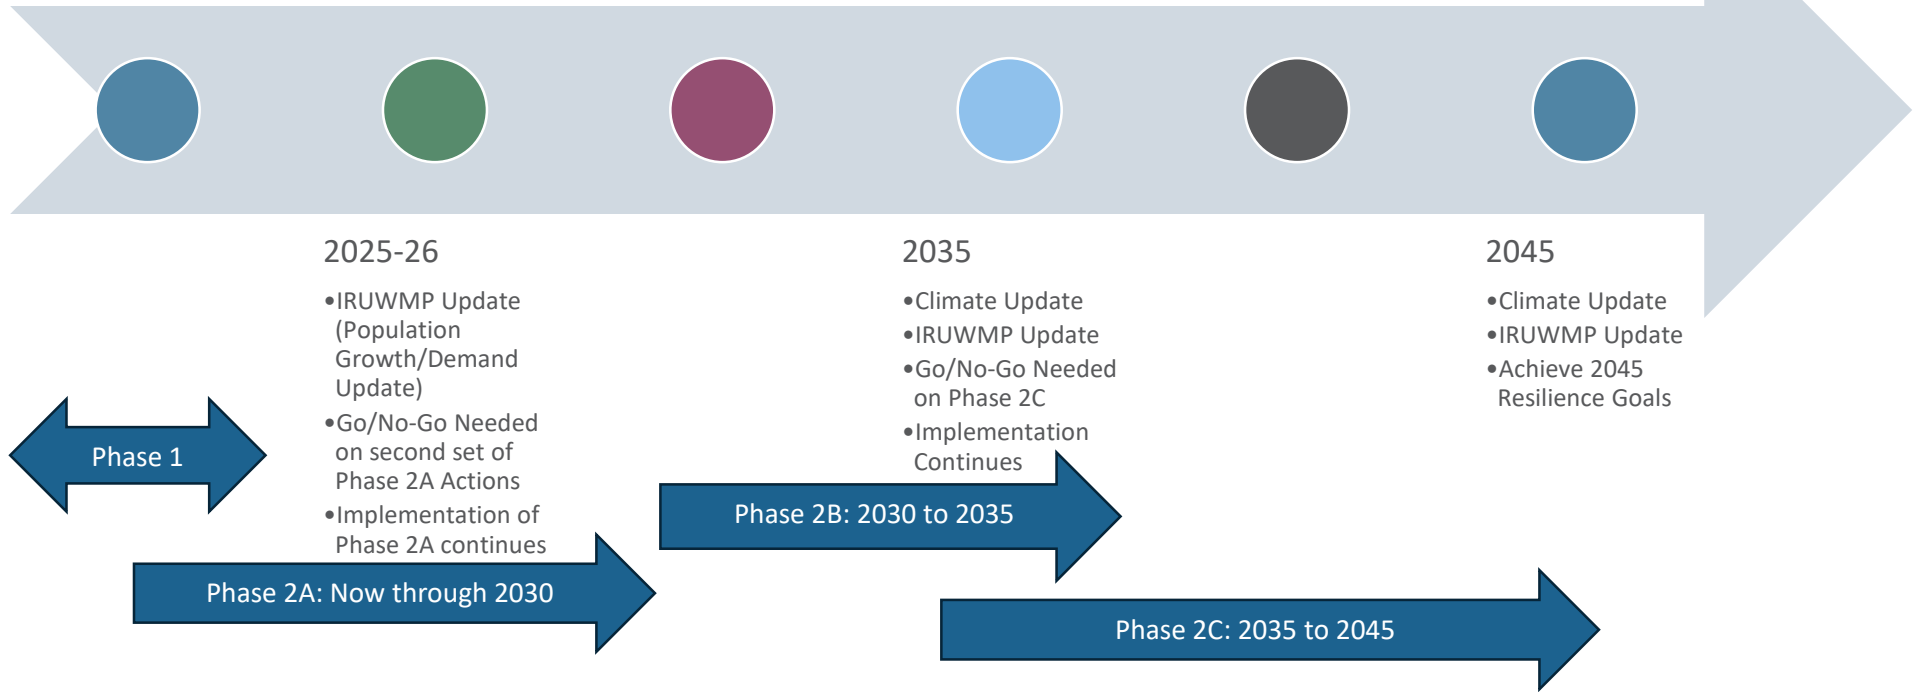 2025-26
•IRUWMP Update
(Population
Growth/Demand
Update)
•Go/No-Go Needed
on second set of
Phase 2A Actions
•Implementation of
Phase 2A continues
2035
•Climate Update
•IRUWMP Update
•Go/No-Go Needed
on Phase 2C
•Implementation
Continues
2045
•Climate Update
•IRUWMP Update
•Achieve 2045
Resilience Goals
Phase 1
Phase 2A: Now through 2030
Phase 2B: 2030 to 2035
Phase 2C: 2035 to 2045